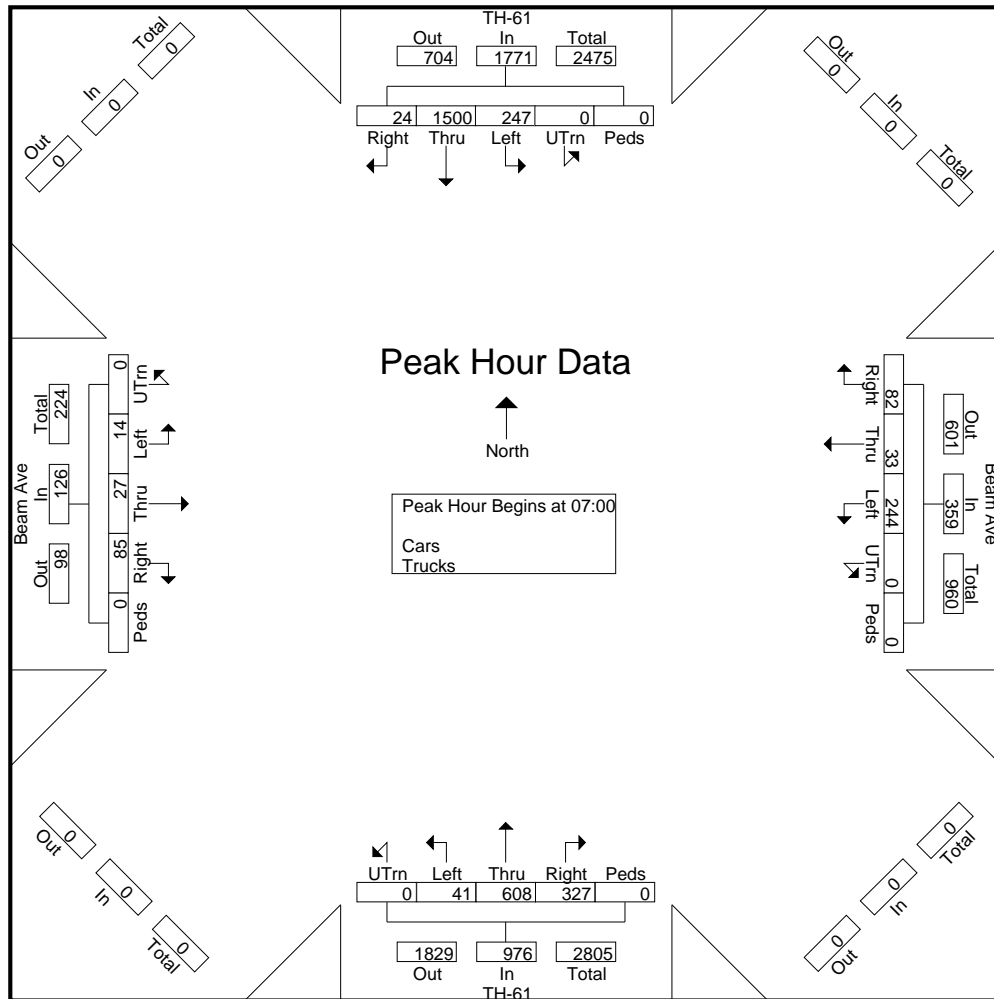 TH-61
Out In Total
704 1771 2475
24 1500 247 0 0
Right Thru Left UTrn Peds
Total
0
In
0
Out
0
Out
0
In
0
Total
0
Peak Hour Data
North
Peak Hour Begins at 07:00
Cars
Trucks
Beam Ave
Out In Total
98 126 224
0 85 27 14 0
Peds Right Thru Left UTrn
Beam Ave
Out In Total
601 359 960
82 33 244 0 0
Right Thru Left UTrn Peds
Out
0
In
0
Total
0
Total
0
In
0
Out
0
UTrn Left Thru Right Peds
0 41 608 327 0
1829 976 2805
Out In Total
TH-61